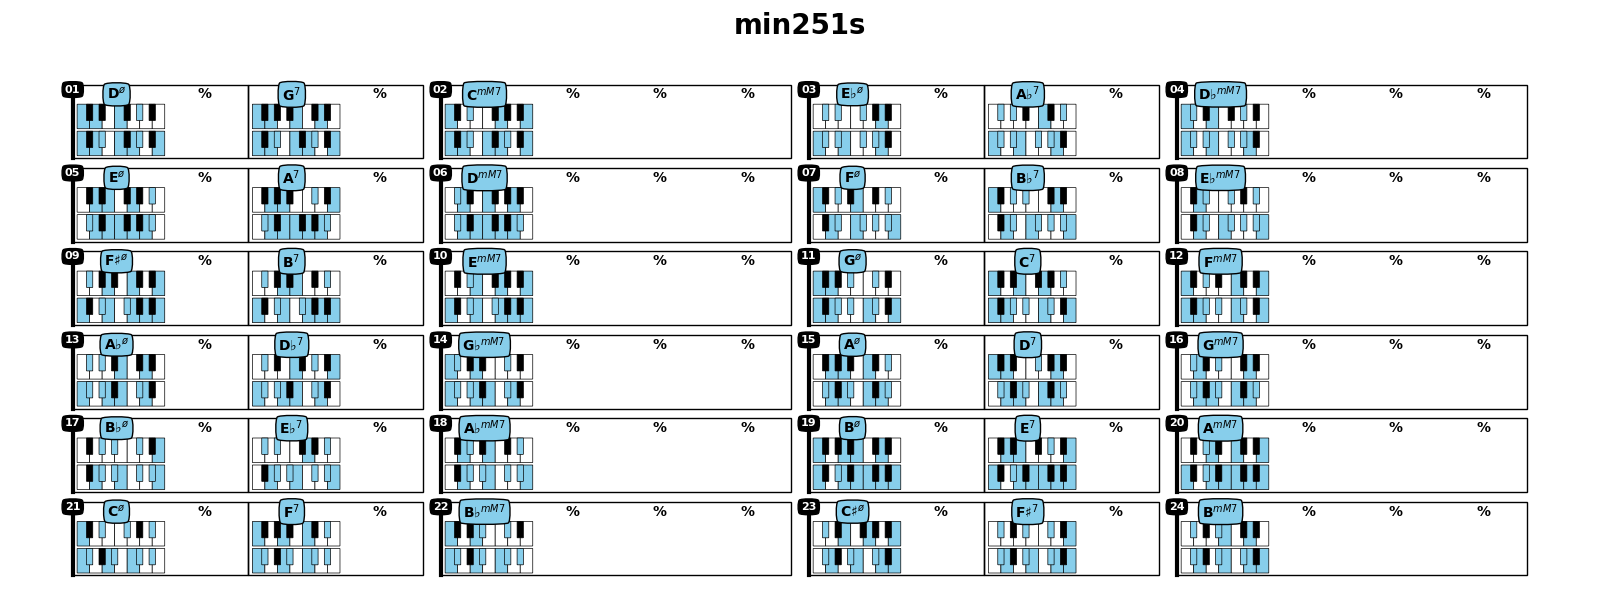 min251s
01 Dø % G7 % 02 CmM7 % % % 03 E♭ø % A♭7 % 04 D♭mM7 % % %
05 Eø % A7 % 06 DmM7 % % % 07 Fø % B♭7 % 08 E♭mM7 % % %
09 F♯ø % B7 % 10 EmM7 % % % 11 Gø % C7 % 12 FmM7 % % %
13 A♭ø % D♭7 % 14 G♭mM7 % % % 15 Aø % D7 % 16 GmM7 % % %
17 B♭ø % E♭7 % 18 A♭mM7 % % % 19 Bø % E7 % 20 AmM7 % % %
21 Cø % F7 % 22 B♭mM7 % % % 23 C♯ø % F♯7 % 24 BmM7 % % %